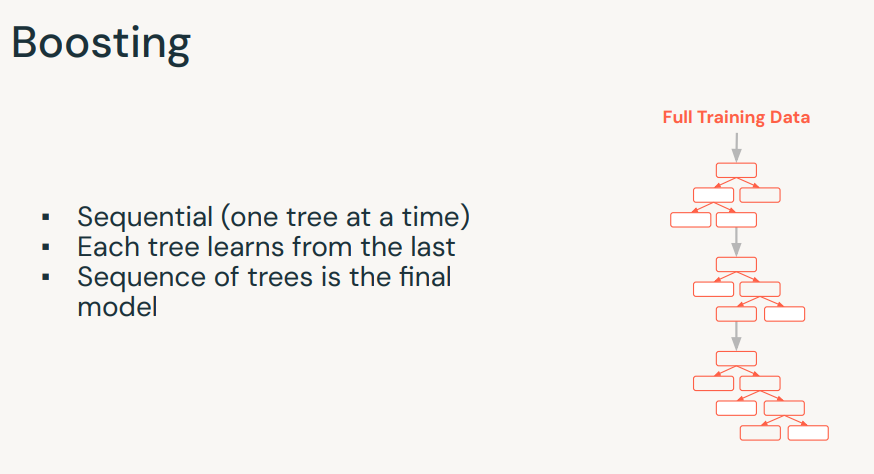 Boosting
Full Training Data
▪ Sequential (one tree at a time)
▪ Each tree learns from the last
▪ Sequence of trees is the final
model